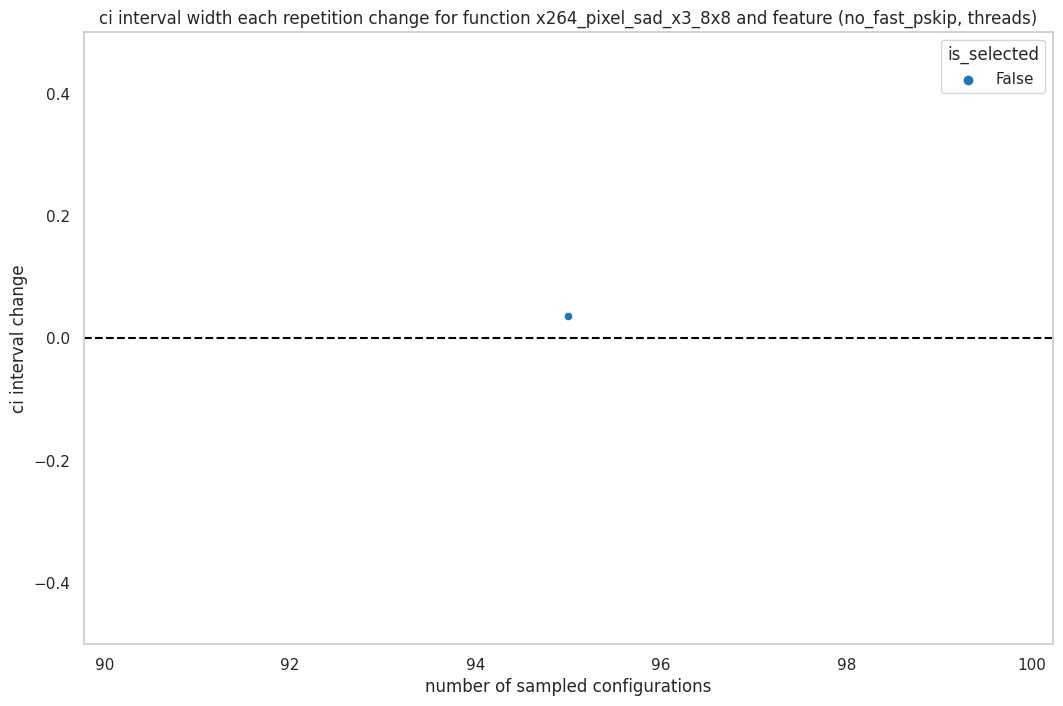 ci interval width each repetition change for function x264_pixel_sad_x3_8x8 and feature (no_fast_pskip, threads)
is_selected
False
0.4
0.2
0.0
−0.2
−0.4
ci interval change
90 92 94 96 98 100
number of sampled configurations